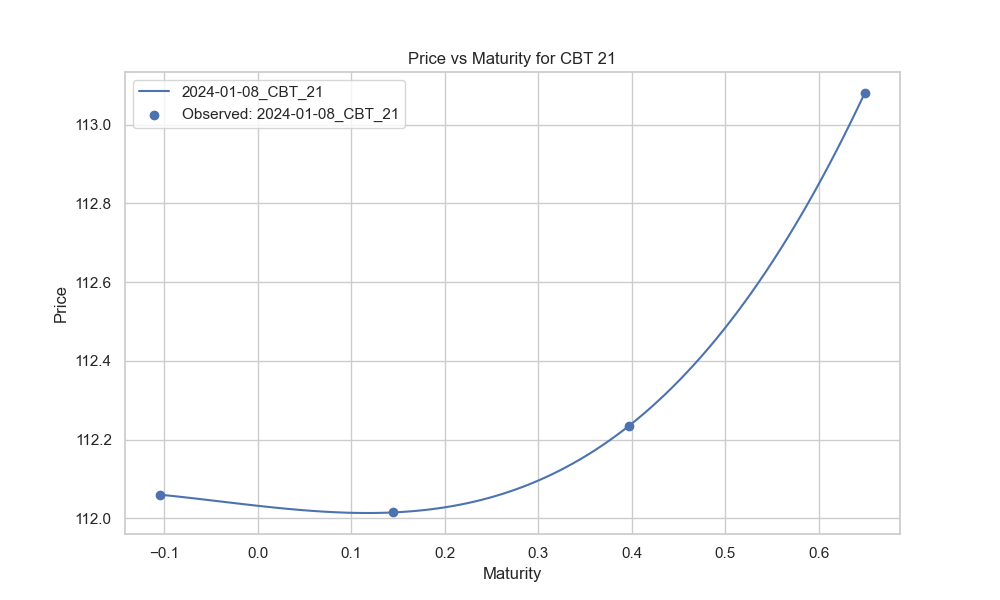 Price vs Maturity for CBT 21
2024-01-08_CBT_21
Observed: 2024-01-08_CBT_21
Price
113.0
112.8
112.6
112.4
112.2
112.0
−0.1 0.0 0.1 0.2 0.3 0.4 0.5 0.6
Maturity